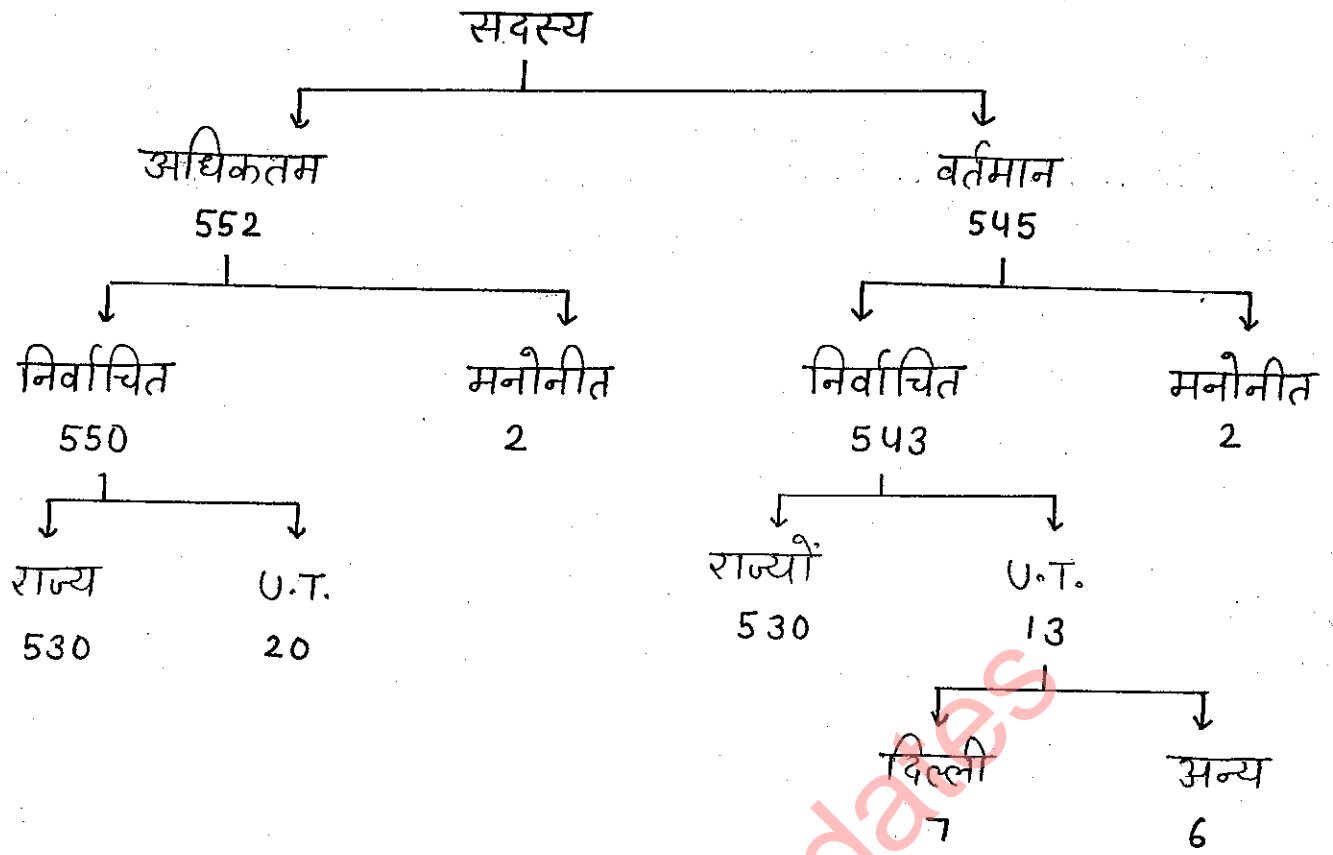 सदस्य
अधिकतम वर्तमान
552 545
निर्वाचित मनोनीत निर्वाचित मनोनीत
550 2 543 2
राज्य U.T. राज्यों U.T.
530 20 530 13
दिल्ली अन्य
7 6
dates